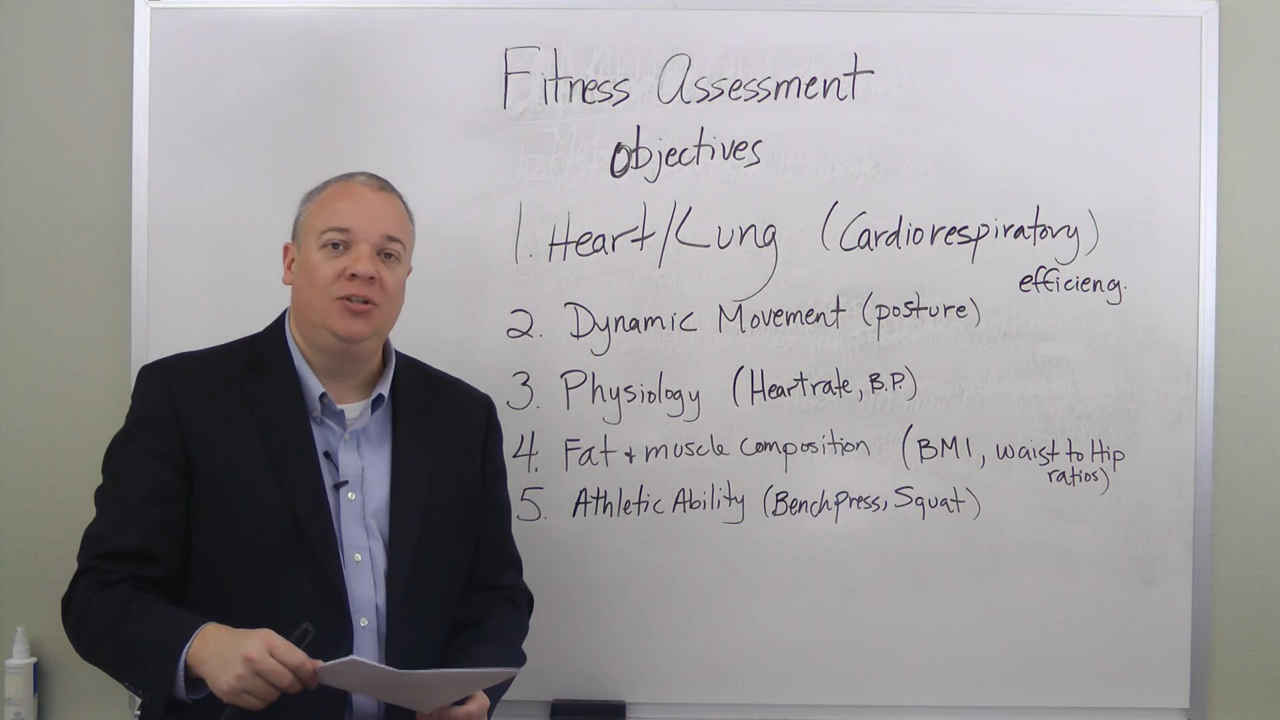 Fitness Assessment
Objectives
1. Heart/Lung (Cardiorespiratory)
efficiency.
2. Dynamic Movement (posture)
3. Physiology (Heartrate, B.P.)
4. Fat + muscle Composition (BMI, waist to Hip
ratios)
5. Athletic Ability (Benchpress, Squat)